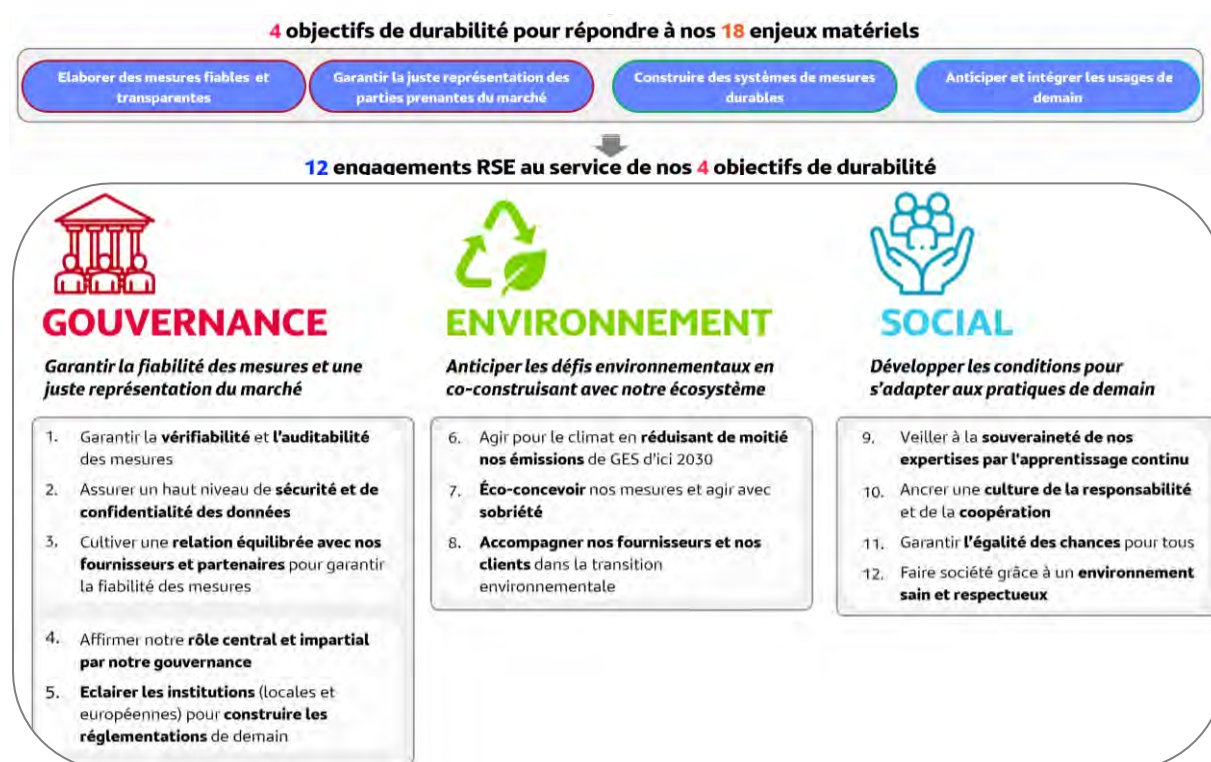 4 objectifs de durabilité pour répondre à nos 18 enjeux matériels
Elaborer des mesures fiables et
transparentes
Garantir la juste représentation des
parties prenantes du marché
Construire des systèmes de mesures
durables
Anticiper et intégrer les usages de
demain
12 engagements RSE au service de nos 4 objectifs de durabilité
GOUVERNANCE
Garantir la fiabilité des mesures et une
juste représentation du marché
1. Garantir la vérifiabilité et l'auditabilité
des mesures
2. Assurer un haut niveau de sécurité et de
confidentialité des données
3. Cultiver une relation équilibrée avec nos
fournisseurs et partenaires pour garantir
la fiabilité des mesures
4. Affirmer notre rôle central et impartial
par notre gouvernance
5. Eclairer les institutions (locales et
européennes) pour construire les
réglementations de demain
ENVIRONNEMENT
Anticiper les défis environnementaux en
co-construisant avec notre écosystème
6. Agir pour le climat en réduisant de moitié
nos émissions de GES d'ici 2030
7. Éco-concevoir nos mesures et agir avec
sobriété
8. Accompagner nos fournisseurs et nos
clients dans la transition
environnementale
SOCIAL
Développer les conditions pour
s'adapter aux pratiques de demain
9. Veiller à la souveraineté de nos
expertises par l'apprentissage continu
10. Ancrer une culture de la responsabilité
et de la coopération
11. Garantir l'égalité des chances pour tous
12. Faire société grâce à un environnement
sain et respectueux